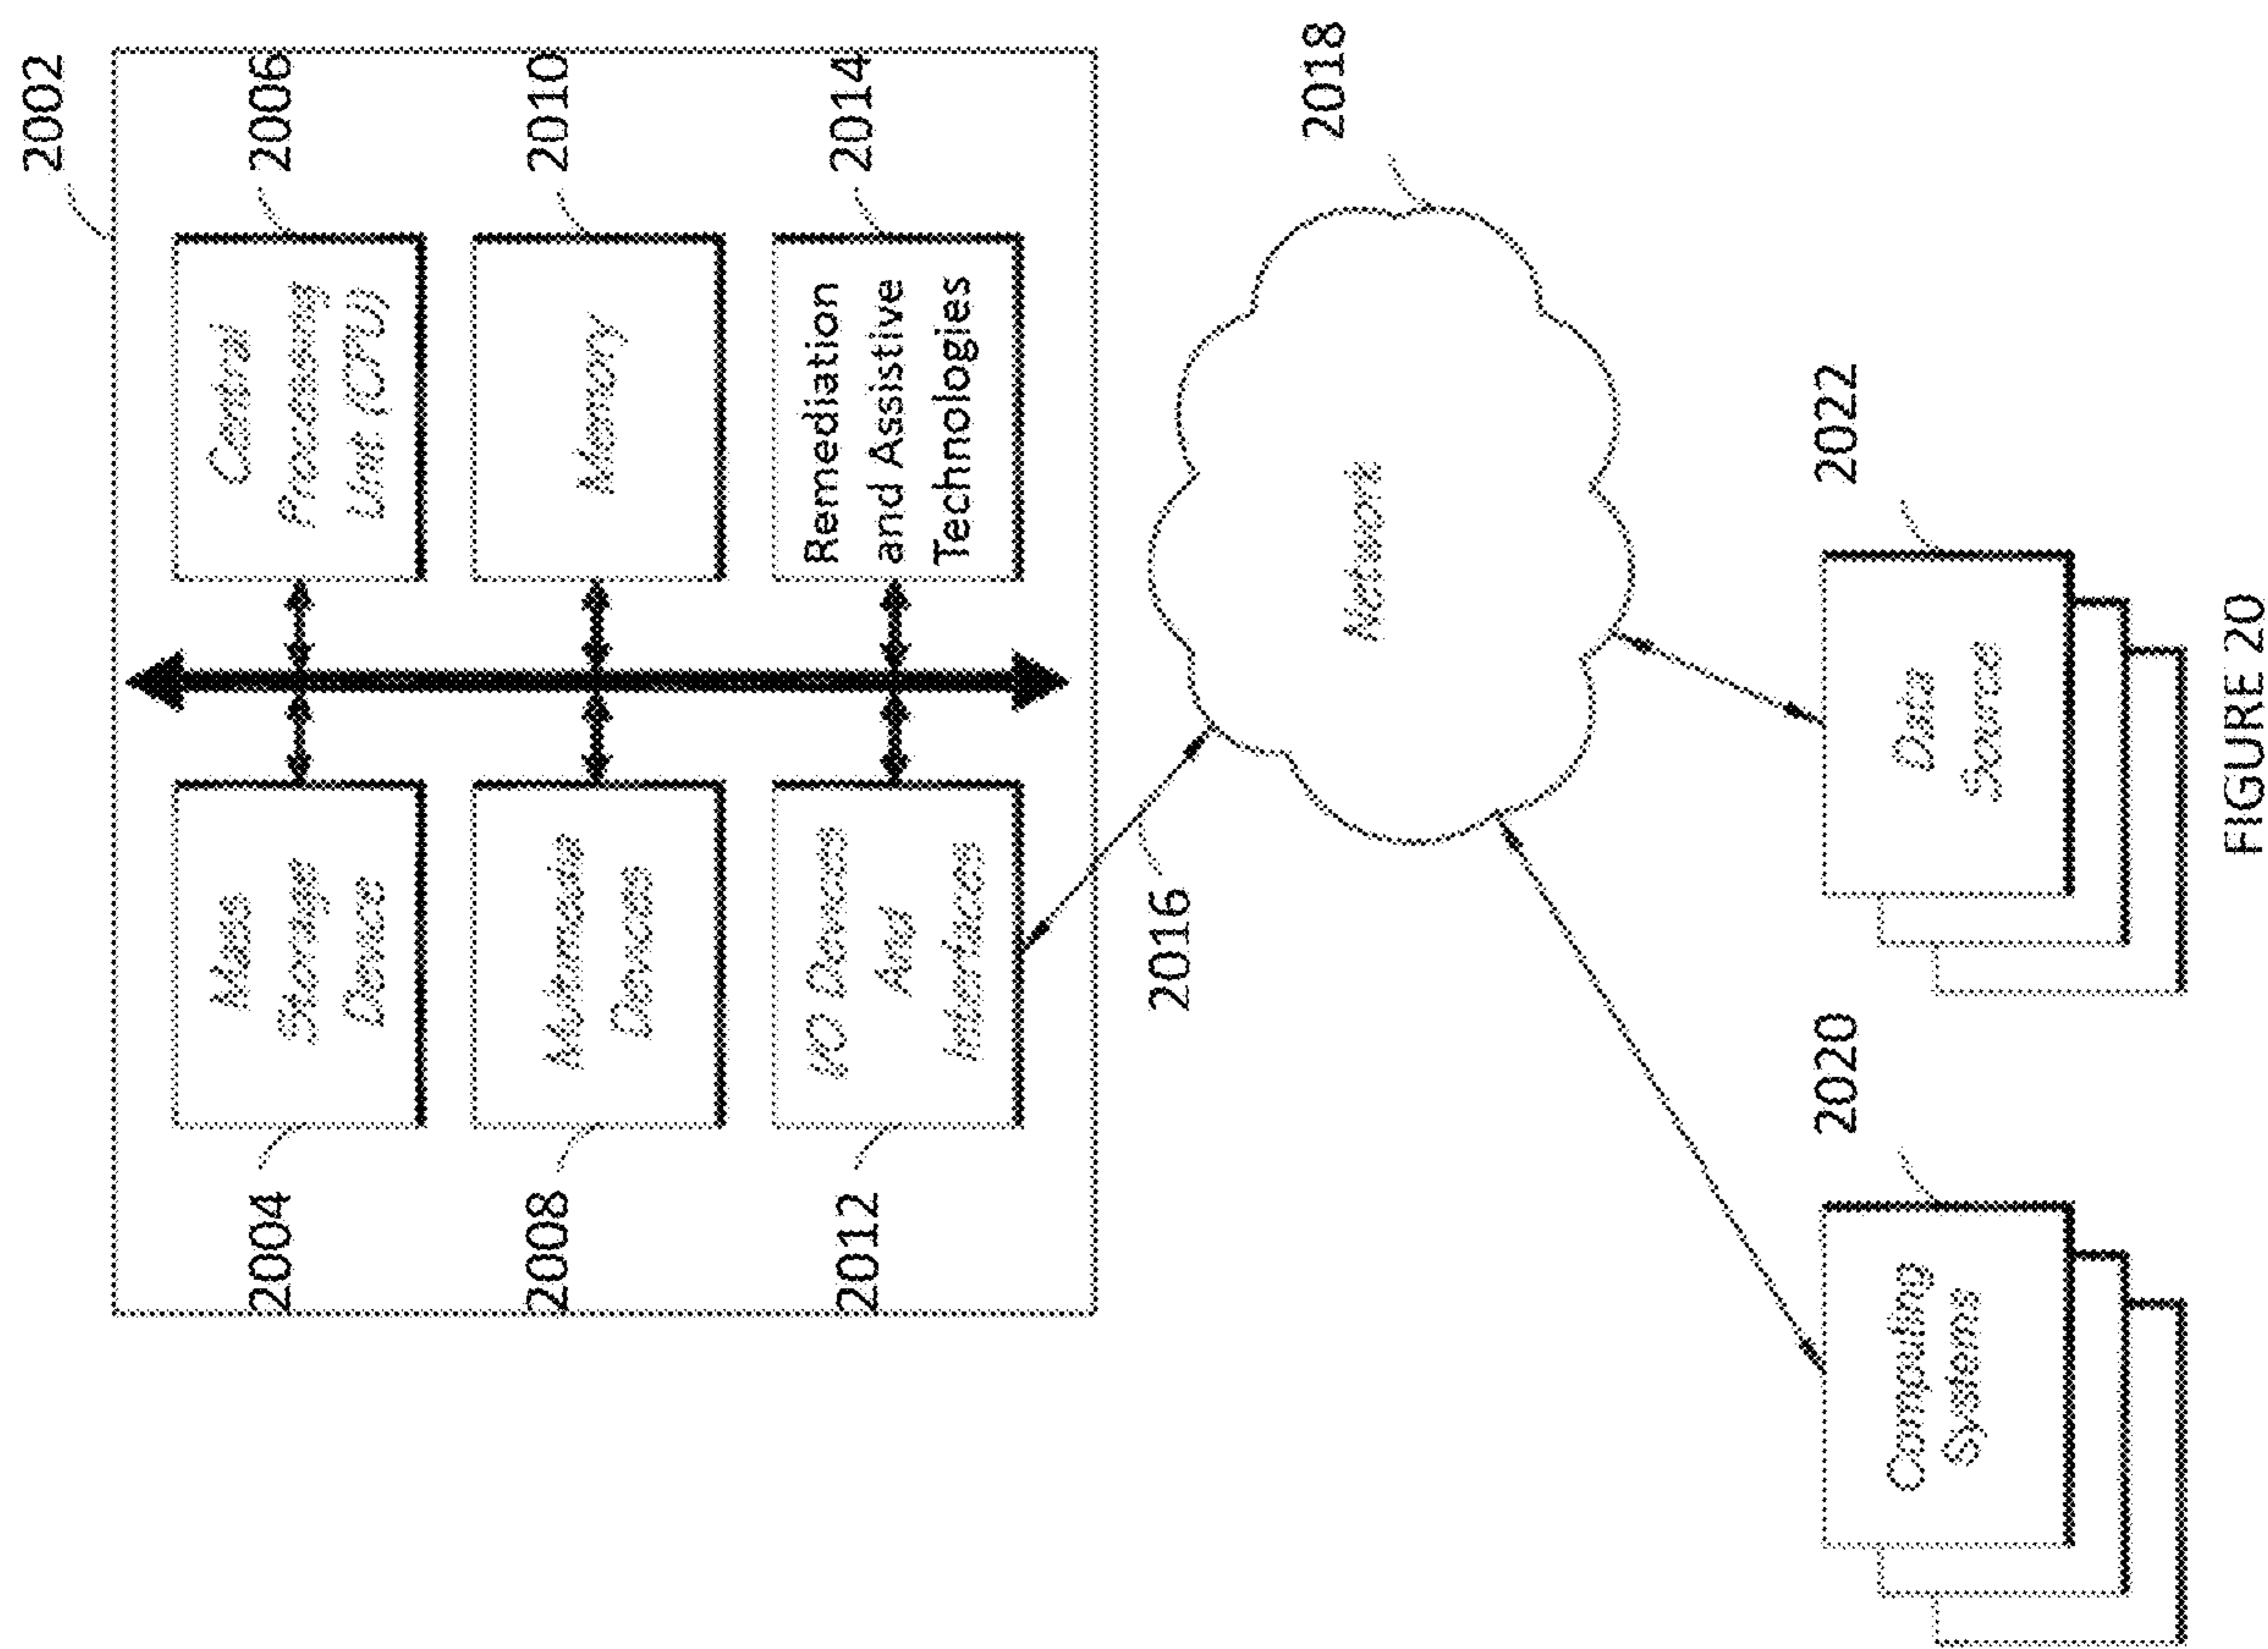 2002
2004
Mass
Storage
Device
Central
Processing
Unit (CPU)
2006
2008
Multimedia
Devices
Memory
2010
2012
I/O Devices
And
Interfaces
Remediation
and Assistive
Technologies
2014
2016
Network
2018
2020
Computing
Systems
2022
Data
Source
FIGURE 20